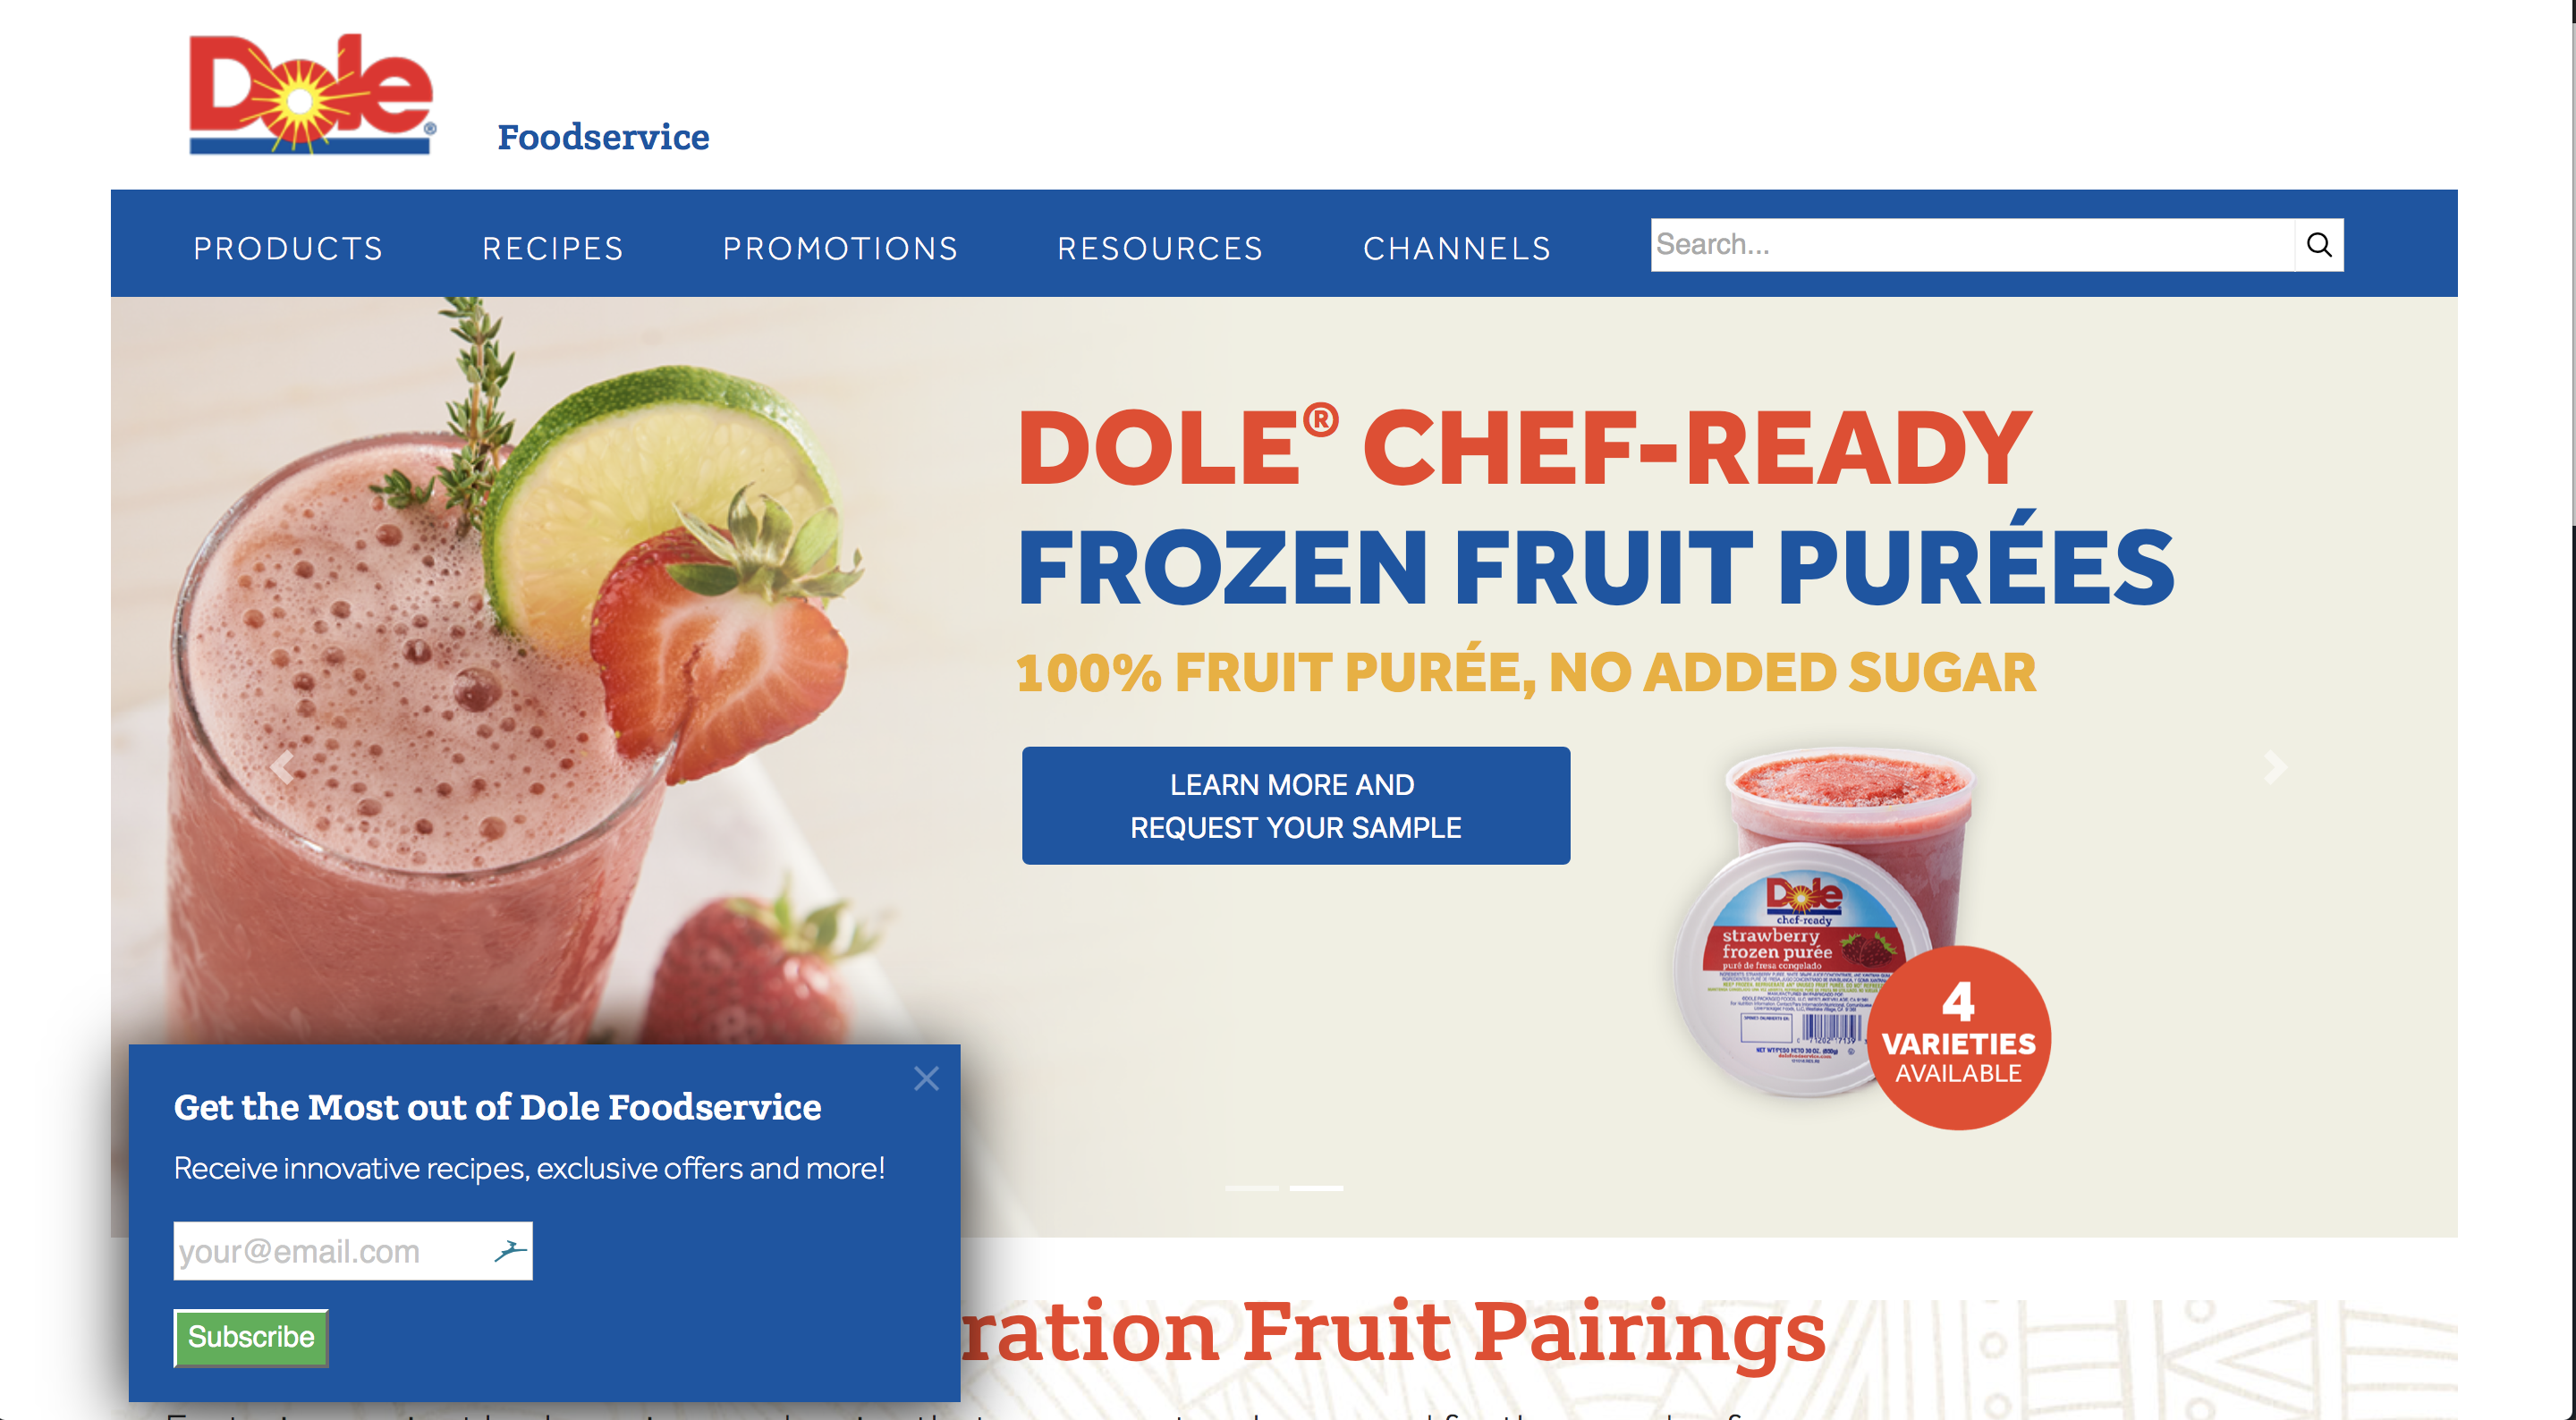 Dole®
Foodservice
PRODUCTS
RECIPES
PROMOTIONS
RESOURCES
CHANNELS
Search...
DOLE® CHEF-READY
FROZEN FRUIT PURÉES
100% FRUIT PURÉE, NO ADDED SUGAR
LEARN MORE AND
REQUEST YOUR SAMPLE
Dole
chef-ready
strawberry
frozen purée
puré de fresa congelado
4
VARIETIES
AVAILABLE
Get the Most out of Dole Foodservice
Receive innovative recipes, exclusive offers and more!
your@email.com
Subscribe
ration Fruit Pairings